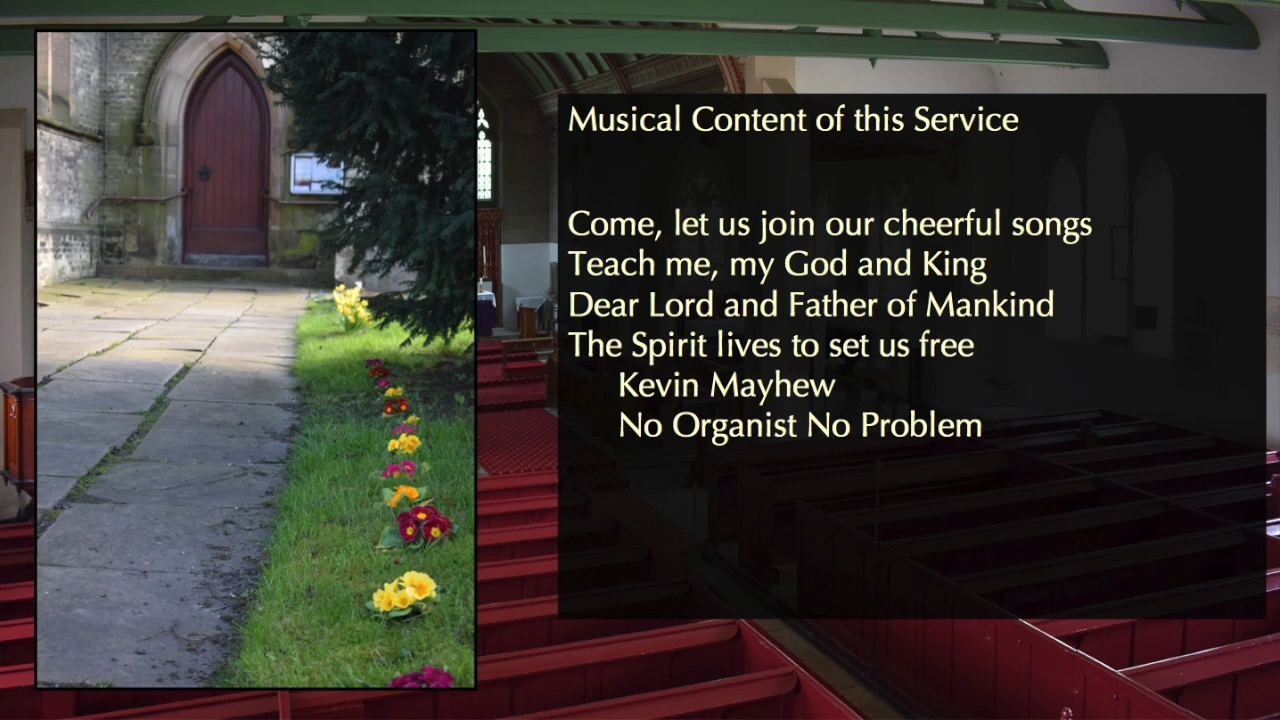 Musical Content of this Service
Come, let us join our cheerful songs
Teach me, my God and King
Dear Lord and Father of Mankind
The Spirit lives to set us free
Kevin Mayhew
No Organist No Problem